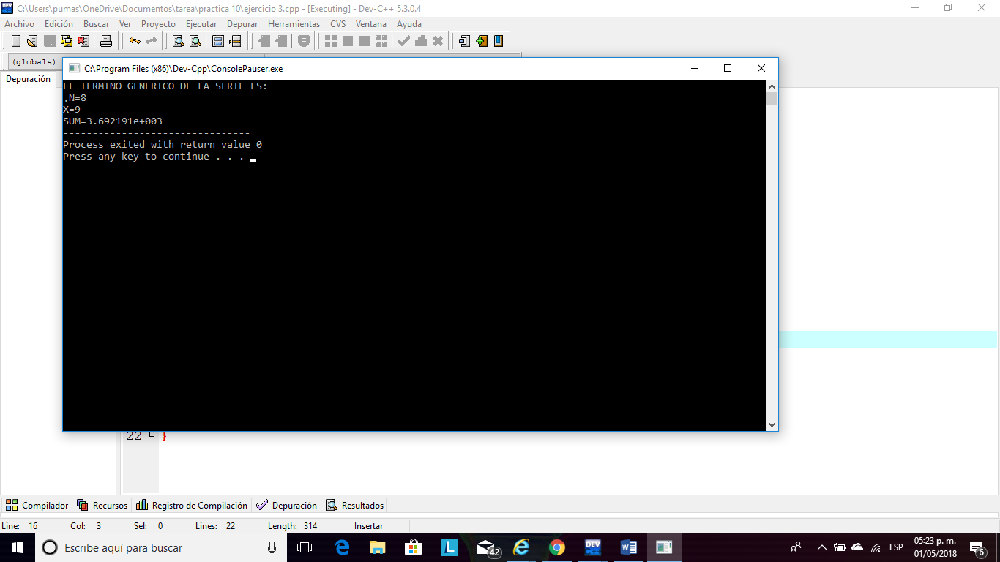 C:\Users\pumas\OneDrive\Documentos\tarea\practica 10\ejercicio 3.cpp - [Executing] - Dev-C++ 5.3.0.4
Archivo Edición Buscar Ver Proyecto Ejecutar Depurar Herramientas CVS Ventana Ayuda
(globals)
Depuración
C:\Program Files (x86)\Dev-Cpp\ConsolePauser.exe
EL TERMINO GENERICO DE LA SERIE ES:
,N=8
X=9
SUM=3.692191e+003
--------------------------------
Process exited with return value 0
Press any key to continue . . .
22 }
Compilador Recursos Registro de Compilación Depuración Resultados
Line: 16 Col: 3 Sel: 0 Lines: 22 Length: 314 Insertar
Escribe aquí para buscar
L
42
DEV
ESP
05:23 p. m.
01/05/2018
6